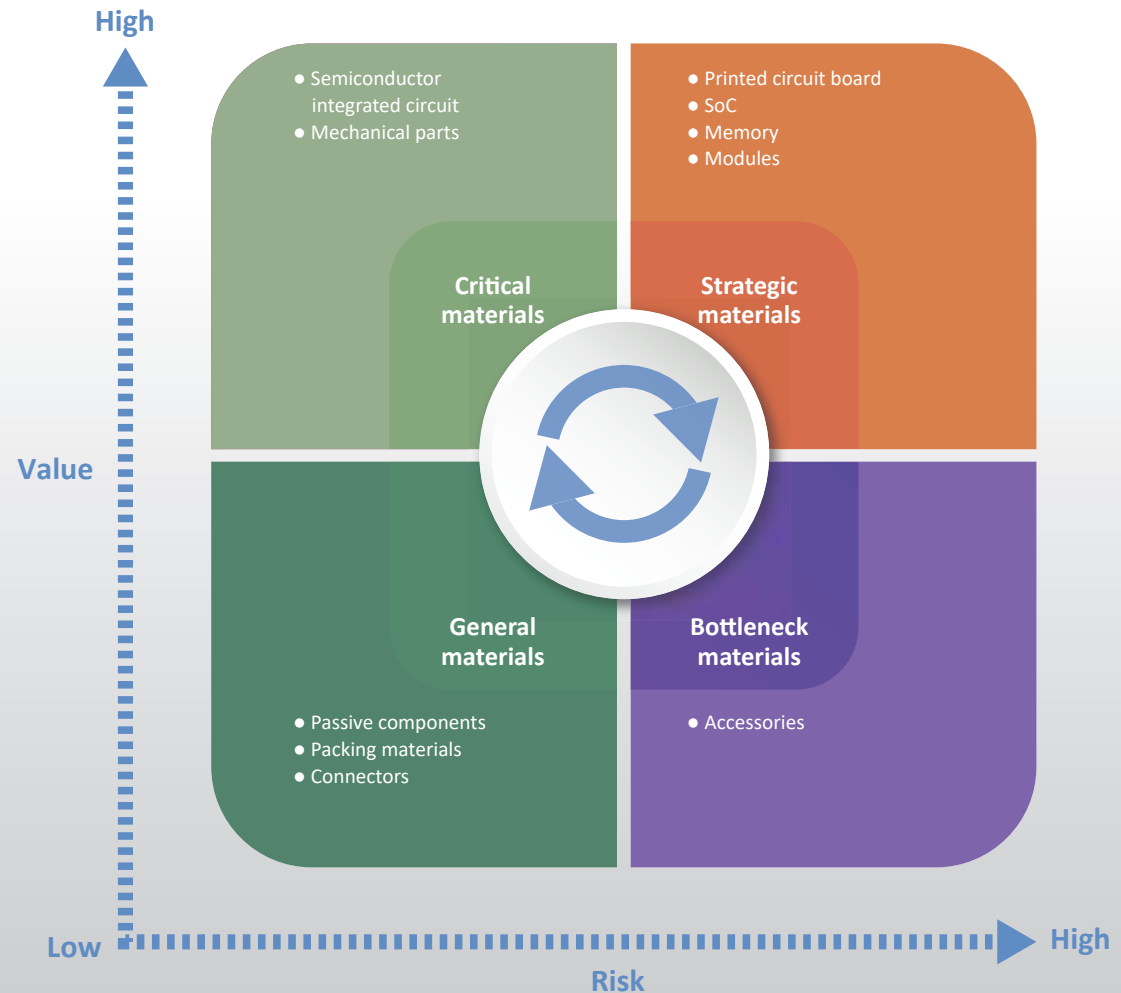 High
● Semiconductor
integrated circuit
● Mechanical parts
● Printed circuit board
● SoC
● Memory
● Modules
Critical
materials
Strategic
materials
Value
General
materials
Bottleneck
materials
● Passive components
● Packing materials
● Connectors
● Accessories
Low
High
Risk